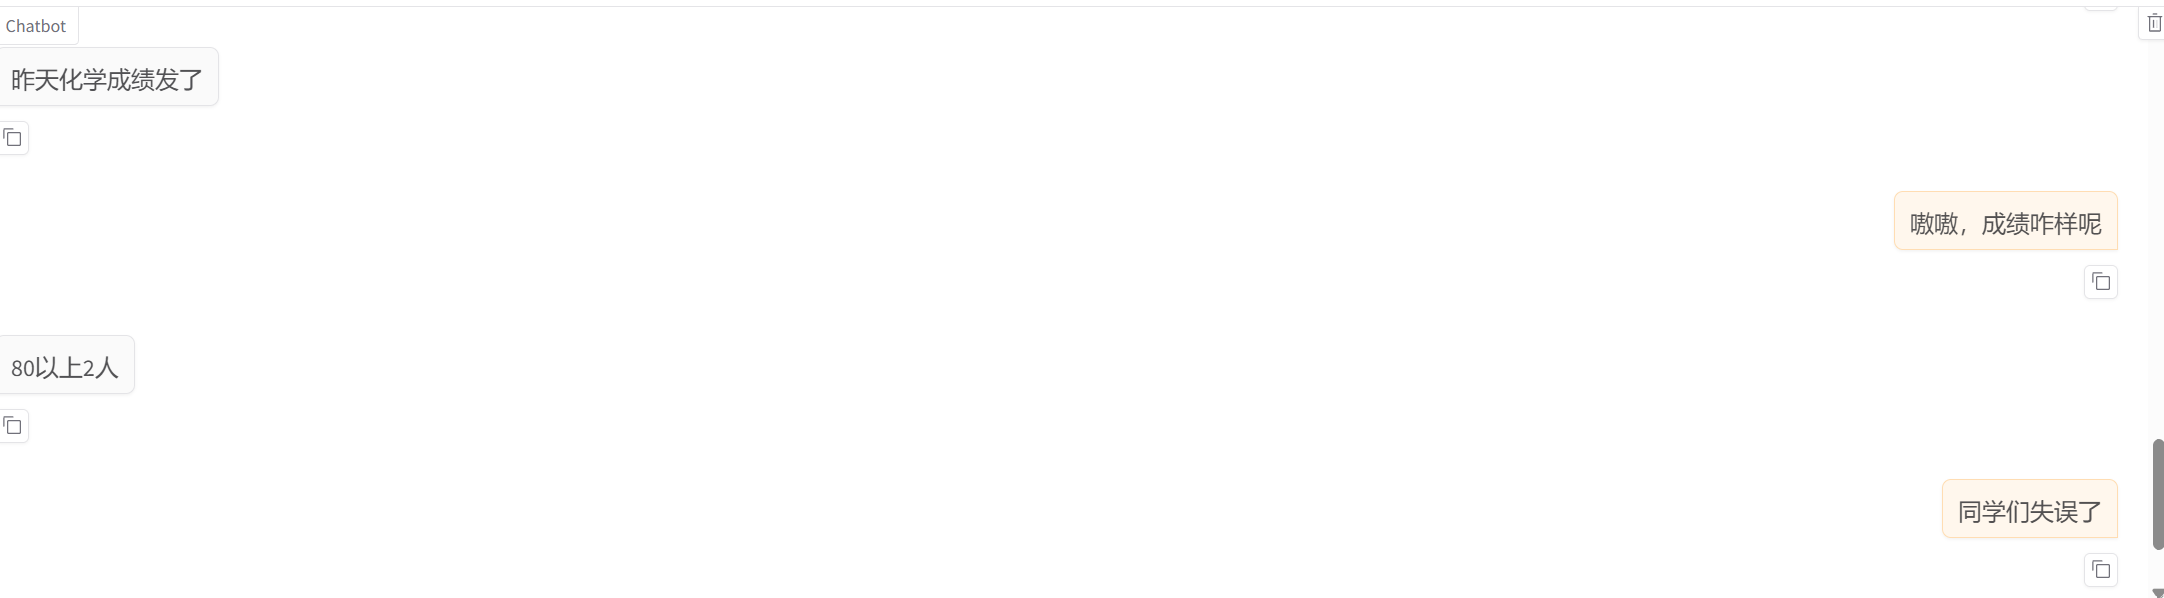 Chatbot
昨天化学成绩发了
嗷嗷，成绩咋样呢
80以上2人
同学们失误了